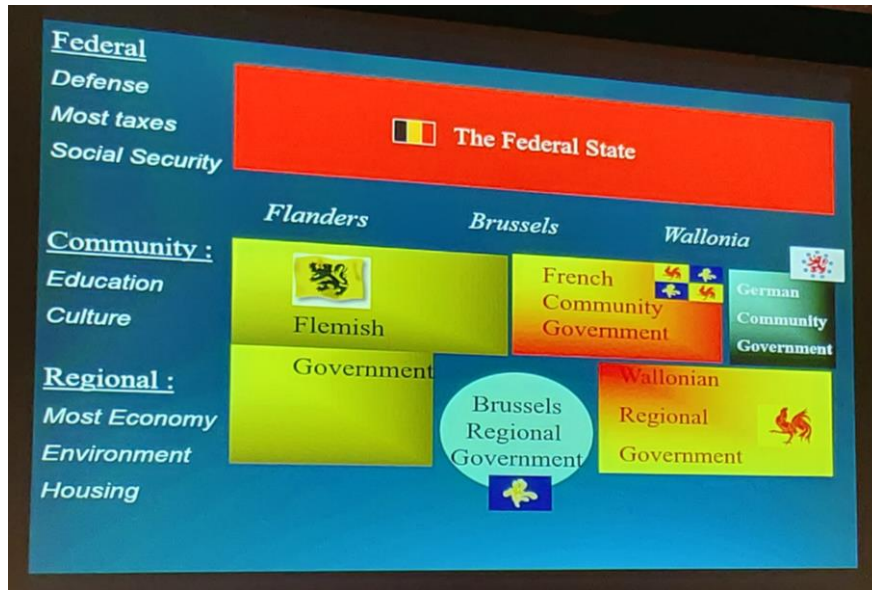 Federal
Defense
Most taxes
Social Security
The Federal State
Flanders
Brussels
Wallonia
Community :
Education
Culture
Flemish
Government
French
Community
Government
German
Community
Government
Regional :
Most Economy
Environment
Housing
Brussels
Regional
Government
Wallonian
Regional
Government